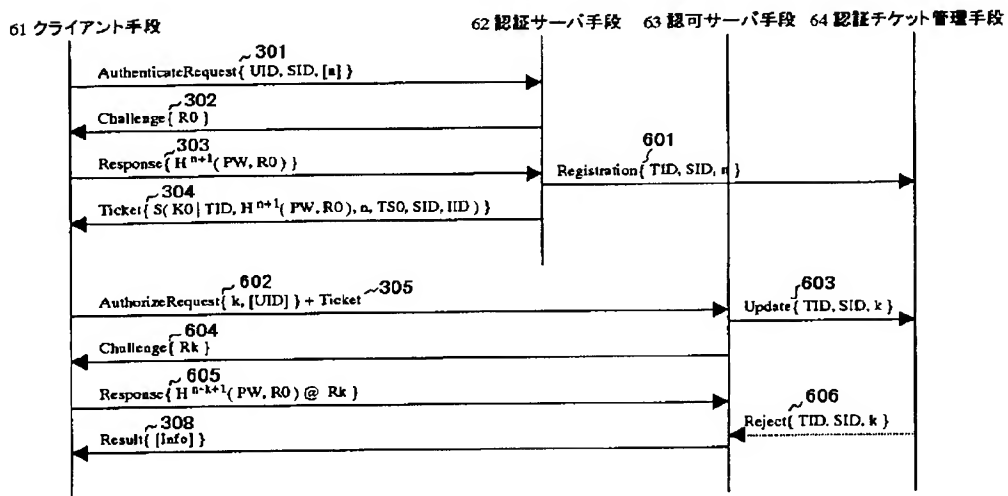 61 クライアント手段 62 認証サーバ手段 63 認可サーバ手段 64 認証チケット管理手段
301
AuthenticateRequest{ UID, SID, [n] }
302
Challenge{ R0 }
303
Response{ H^{n+1}( PW, R0) }
601
Registration{ TID, SID, n }
304
Ticket{ S( K0 | TID, H^{n+1}( PW, R0), n, TS0, SID, IID ) }
602
AuthorizeRequest{ k, [UID] } + Ticket 305
603
Update{ TID, SID, k }
604
Challenge{ Rk }
605
Response{ H^{n-k+1}( PW, R0) @ Rk }
606
Reject{ TID, SID, k }
308
Result{ [Info] }